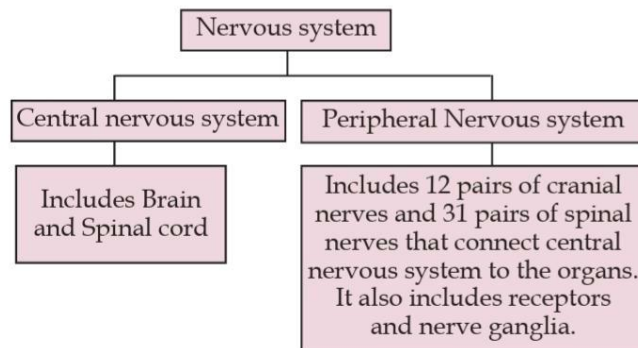 Nervous system
Central nervous system
Peripheral Nervous system
Includes Brain
and Spinal cord
Includes 12 pairs of cranial
nerves and 31 pairs of spinal
nerves that connect central
nervous system to the organs.
It also includes receptors
and nerve ganglia.